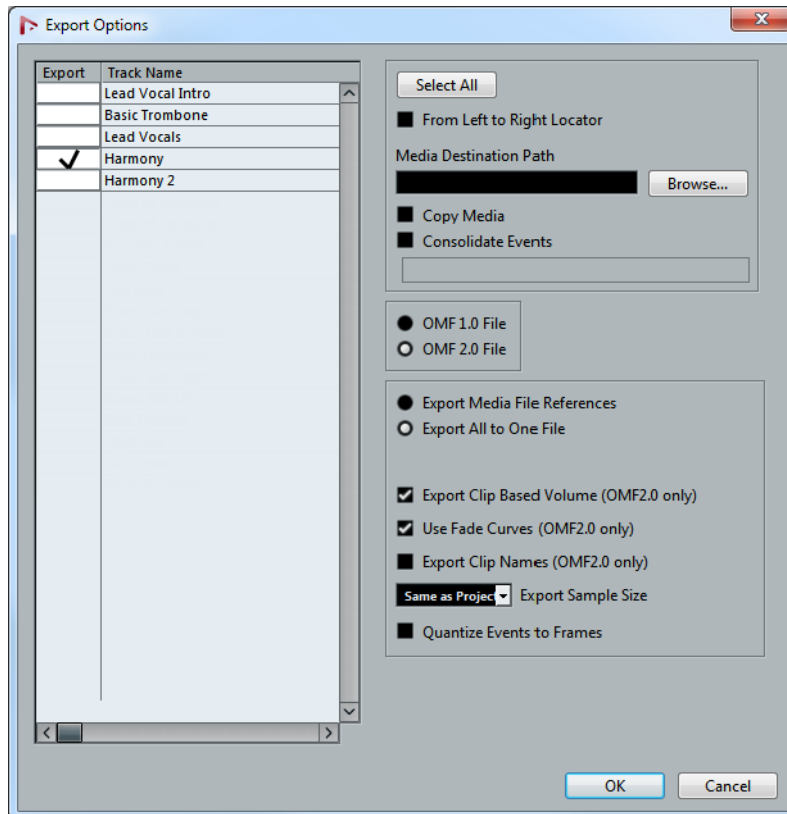 Export Options
Export Track Name
Lead Vocal Intro
Basic Trombone
Lead Vocals
Harmony
Harmony 2
Select All
From Left to Right Locator
Media Destination Path
Browse...
Copy Media
Consolidate Events
OMF 1.0 File
OMF 2.0 File
Export Media File References
Export All to One File
Export Clip Based Volume (OMF2.0 only)
Use Fade Curves (OMF2.0 only)
Export Clip Names (OMF2.0 only)
Same as Project Export Sample Size
Quantize Events to Frames
OK Cancel